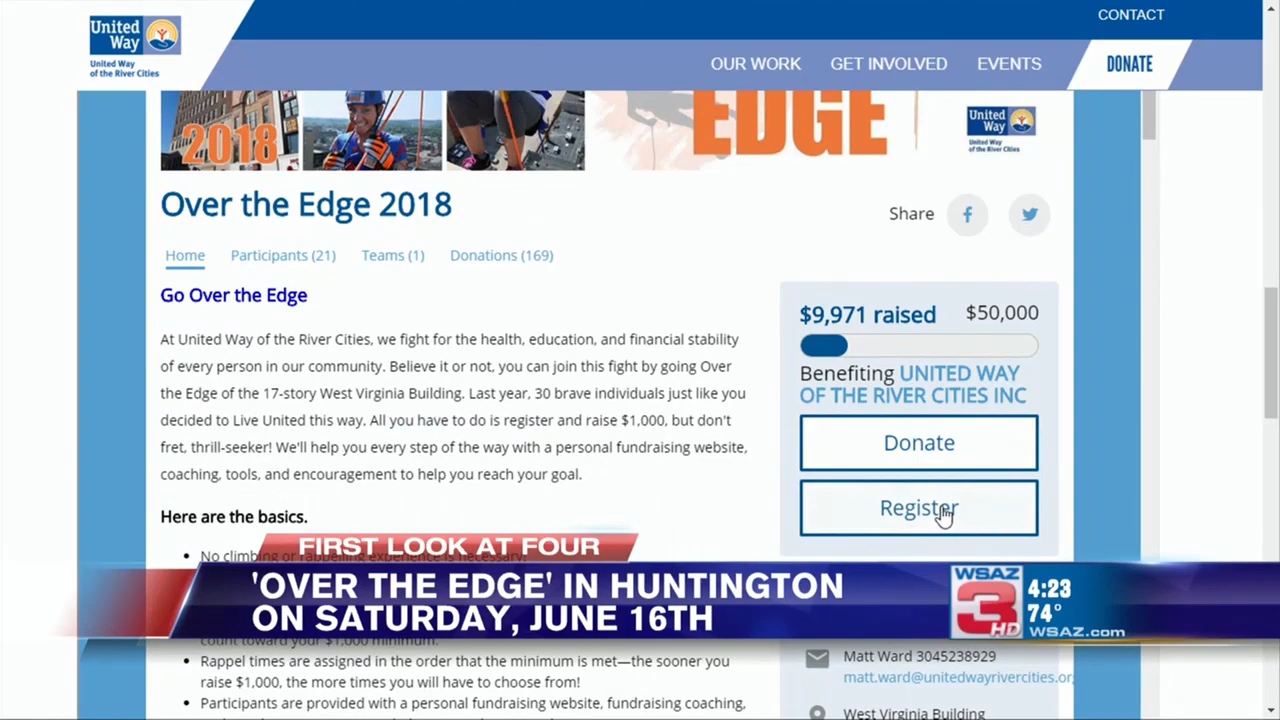 CONTACT
United
Way
United Way
of the River Cities
OUR WORK
GET INVOLVED
EVENTS
DONATE
2018
EDGE
United
Way
United Way
of the River Cities
Over the Edge 2018
Share
Home
Participants (21)
Teams (1)
Donations (169)
Go Over the Edge
At United Way of the River Cities, we fight for the health, education, and financial stability
of every person in our community. Believe it or not, you can join this fight by going Over
the Edge of the 17-story West Virginia Building. Last year, 30 brave individuals just like you
decided to Live United this way. All you have to do is register and raise $1,000, but don't
fret, thrill-seeker! We'll help you every step of the way with a personal fundraising website,
coaching, tools, and encouragement to help you reach your goal.
Here are the basics.
No climbing or rappelling experience is necessary!
$9,971 raised
$50,000
Benefiting UNITED WAY
OF THE RIVER CITIES INC
Donate
Register
FIRST LOOK AT FOUR
'OVER THE EDGE' IN HUNTINGTON
ON SATURDAY, JUNE 16TH
WSAZ
3
HD
4:23
74°
WSAZ.com
count toward your $1,000 minimum.
Rappel times are assigned in the order that the minimum is met—the sooner you
raise $1,000, the more times you will have to choose from!
Participants are provided with a personal fundraising website, fundraising coaching,
Matt Ward 3045238929
matt.ward@unitedwayrivercities.org
West Virginia Building